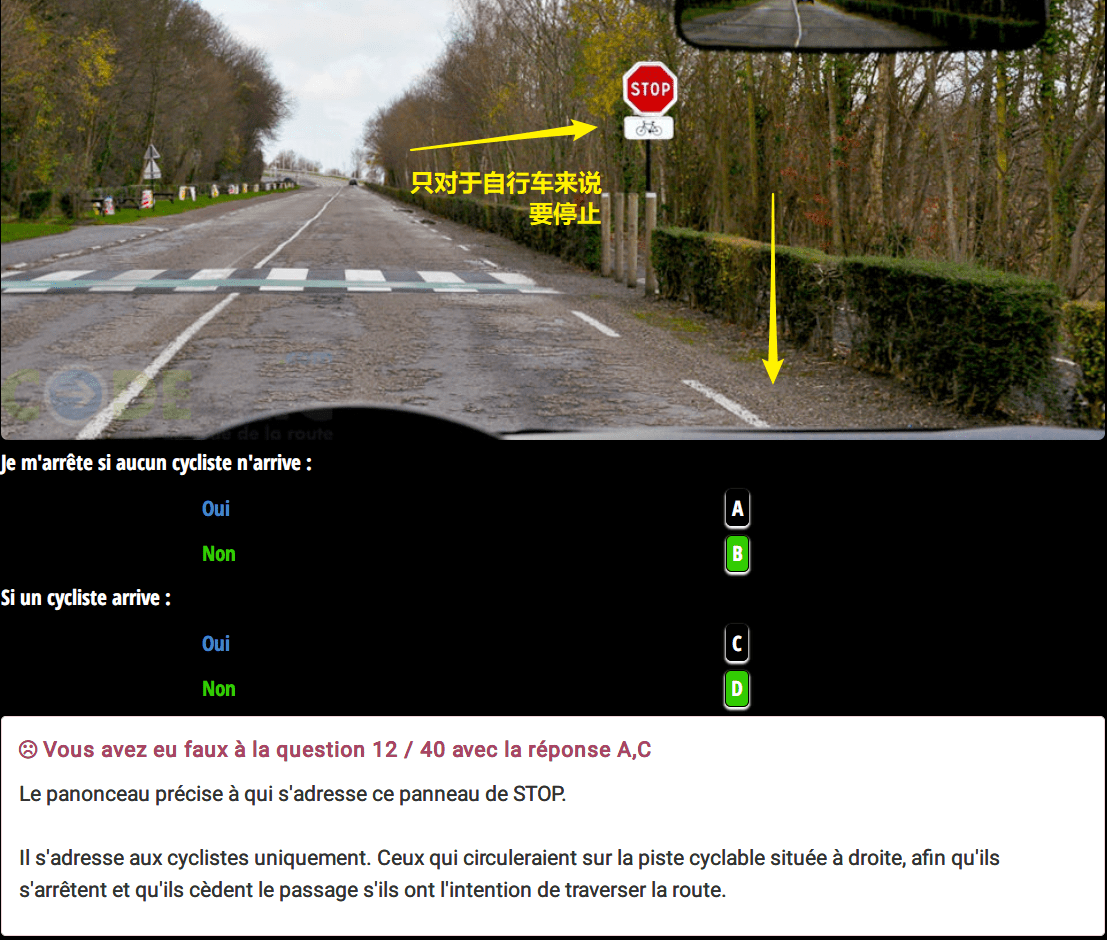 STOP
只对于自行车来说
要停止
CODE
de la route
Je m'arrête si aucun cycliste n'arrive :
Oui A
Non B
Si un cycliste arrive :
Oui C
Non D
Vous avez eu faux à la question 12 / 40 avec la réponse A,C
Le panonceau précise à qui s'adresse ce panneau de STOP.
Il s'adresse aux cyclistes uniquement. Ceux qui circuleraient sur la piste cyclable située à droite, afin qu'ils
s'arrêtent et qu'ils cèdent le passage s'ils ont l'intention de traverser la route.